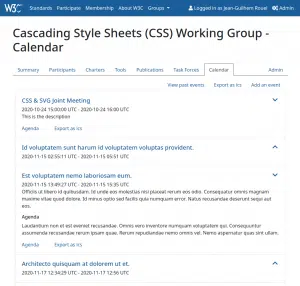 W3C Standards Participate Membership About W3C Groups Logged in as Jean-Guilhem Rouel
Cascading Style Sheets (CSS) Working Group -
Calendar
Summary Participants Charters Tools Publications Task Forces Calendar Admin
View past events Export as ics Add an event
CSS & SVG Joint Meeting
2020-10-24 15:00:00 UTC - 2020-10-24 16:00 UTC
This is the description
Agenda Export as ics
Id voluptatem sunt harum id voluptatem voluptas provident.
2020-11-15 02:55:11 UTC - 2020-11-15 05:51 UTC
Est voluptatem nemo laboriosam eum.
2020-11-15 13:49:27 UTC - 2020-11-15 15:35 UTC
Officiis ut libero id quibusdam. Id unde eos molestias nisi placeat rerum eos odio. Consequatur omnis magnam
maxime vitae quod dolore. Id minus optio sed facilis quia numquam error. Natus recusandae deserunt sequi aut
eos.
Agenda
Laudantium non et est eveniet recusandae. Omnis vero inventore numquam voluptatem qui. Consequatur
assumenda recusandae rerum ipsam quae. Rerum repudiandae nemo omnis vel. Nemo aspernatur quas sint ullam.
Agenda Export as ics
Architecto quisquam at dolorem ut et.
2020-11-17 12:34:29 UTC - 2020-11-17 12:56 UTC